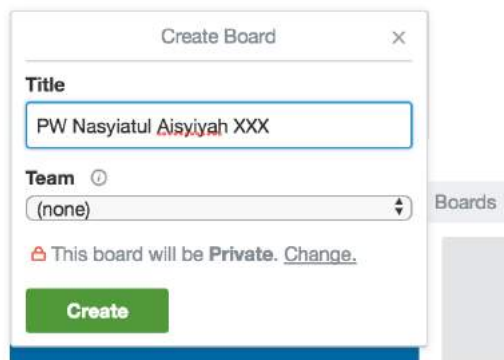 Create Board ×
Title
PW Nasyiatul Aisyiyah XXX
Team
(none)
Boards
This board will be Private. Change.
Create